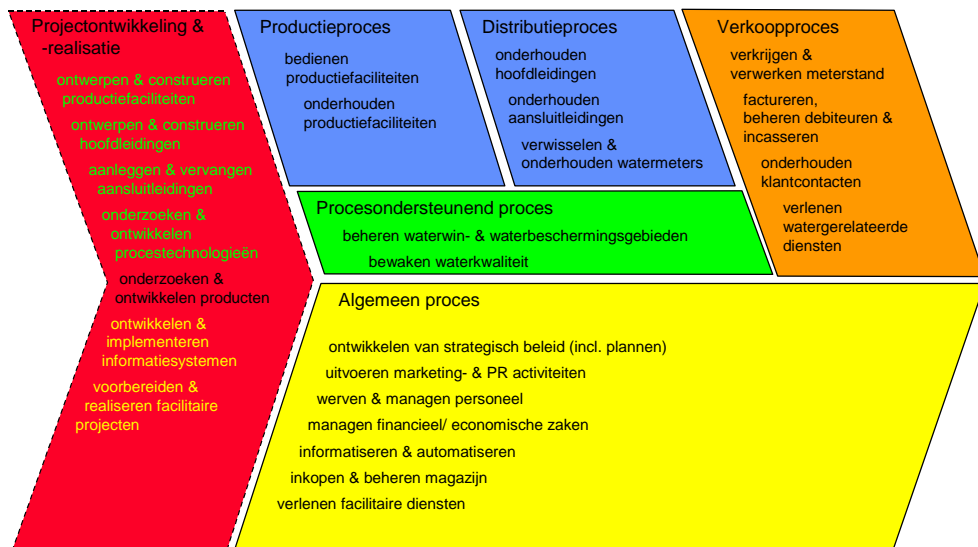 Projectontwikkeling &
-realisatie
ontwerpen & construeren
productiefaciliteiten
ontwerpen & construeren
hoofdleidingen
aanleggen & vervangen
aansluitleidingen
onderzoeken &
ontwikkelen
procestechnologieën
onderzoeken &
ontwikkelen producten
ontwikkelen &
implementeren
informatiesystemen
voorbereiden &
realiseren facilitaire
projecten
Productieproces
bedienen
productiefaciliteiten
onderhouden
productiefaciliteiten
Distributieproces
onderhouden
hoofdleidingen
onderhouden
aansluitleidingen
verwisselen &
onderhouden watermeters
Verkoopproces
verkrijgen &
verwerken meterstand
factureren,
beheren debiteuren &
incasseren
onderhouden
klantcontacten
verlenen
watergerelateerde
diensten
Procesondersteunend proces
beheren waterwin- & waterbeschermingsgebieden
bewaken waterkwaliteit
Algemeen proces
ontwikkelen van strategisch beleid (incl. plannen)
uitvoeren marketing- & PR activiteiten
werven & managen personeel
managen financieel/ economische zaken
informatiseren & automatiseren
inkopen & beheren magazijn
verlenen facilitaire diensten